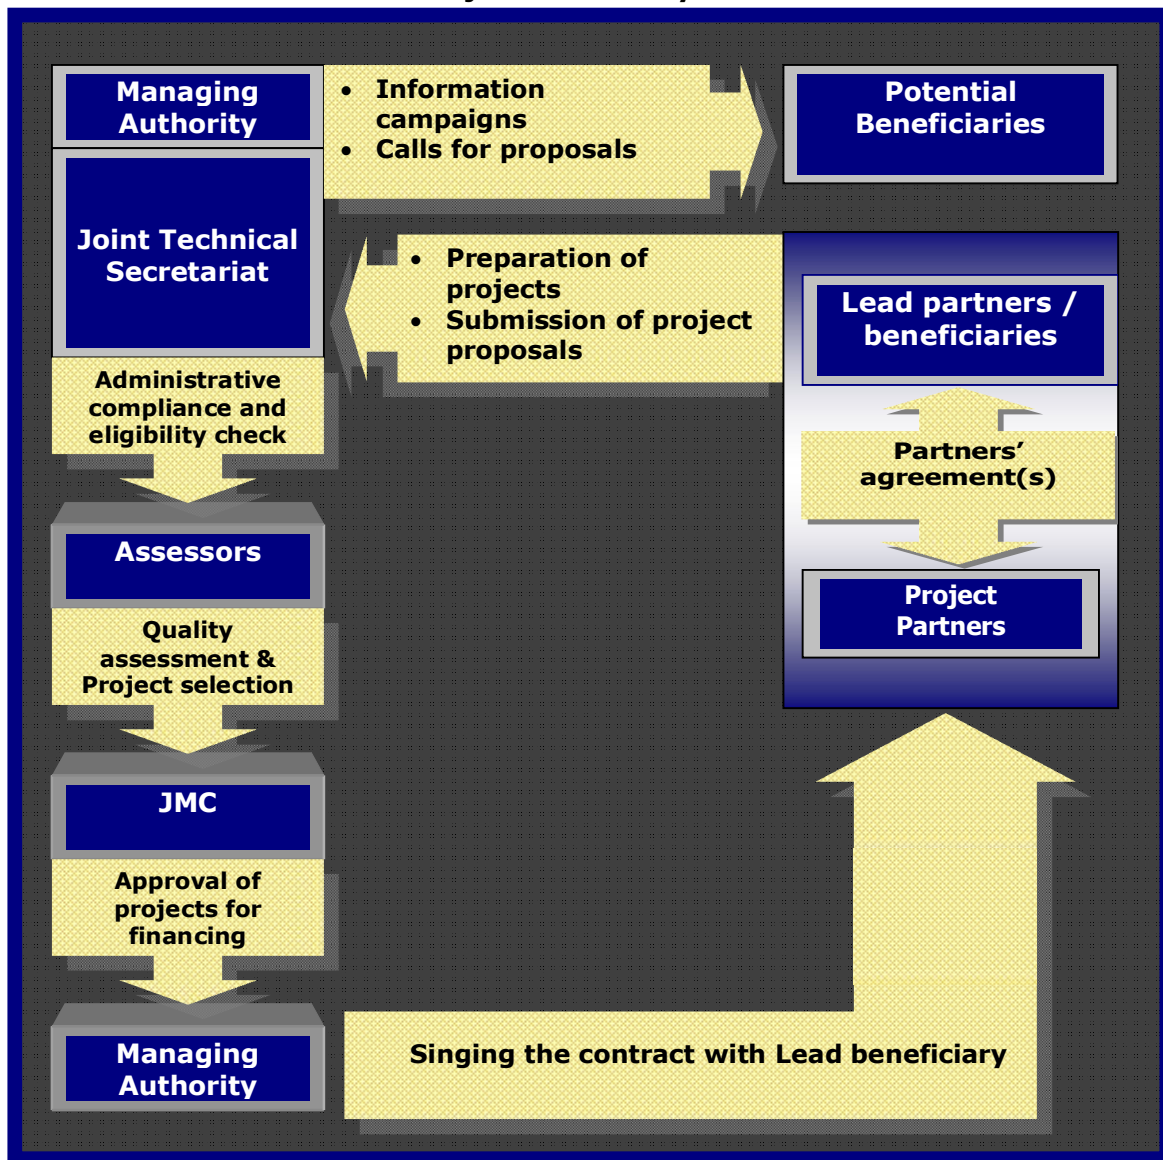 Managing
Authority
• Information
campaigns
• Calls for proposals
Potential
Beneficiaries
Joint Technical
Secretariat
• Preparation of
projects
• Submission of project
proposals
Lead partners /
beneficiaries
Administrative
compliance and
eligibility check
Partners’
agreement(s)
Assessors
Project
Partners
Quality
assessment &
Project selection
JMC
Approval of
projects for
financing
Managing
Authority
Singing the contract with Lead beneficiary